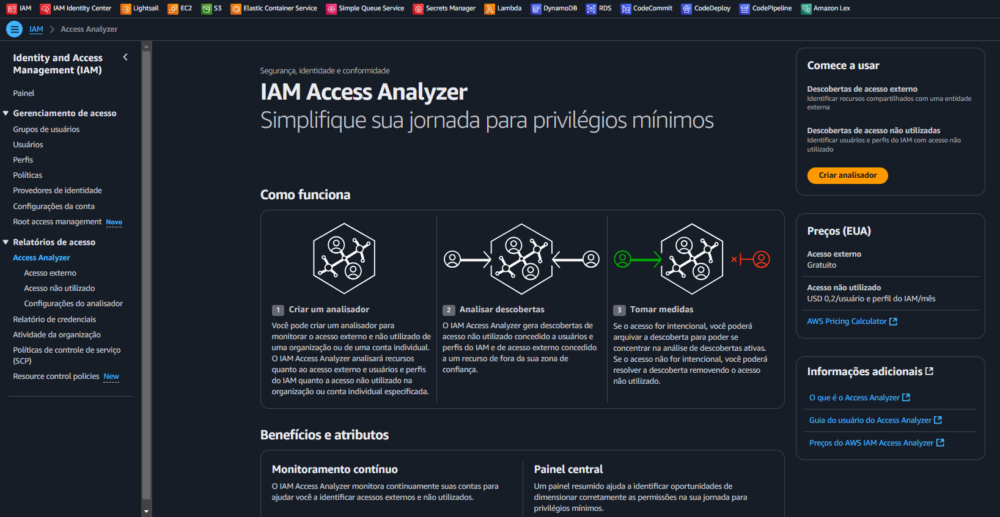 IAM IAM Identity Center Lightsail EC2 S3 Elastic Container Service Simple Queue Service Secrets Manager Lambda DynamoDB RDS CodeCommit CodeDeploy CodePipeline Amazon Lex
IAM Access Analyzer
Identity and Access
Management (IAM)
Painel
Gerenciamento de acesso
Grupos de usuários
Usuários
Perfis
Políticas
Provedores de identidade
Configurações da conta
Root access management Novo
Relatórios de acesso
Access Analyzer
Acesso externo
Acesso não utilizado
Configurações do analisador
Relatório de credenciais
Atividade da organização
Políticas de controle de serviço
(SCP)
Resource control policies New
Segurança, identidade e conformidade
IAM Access Analyzer
Simplifique sua jornada para privilégios mínimos
Como funciona
1 Criar um analisador
Você pode criar um analisador para
monitorar o acesso externo e não utilizado de
uma organização ou de uma conta individual.
O IAM Access Analyzer analisará recursos
quanto ao acesso externo e usuários e perfis
do IAM quanto a acesso não utilizado na
organização ou conta individual especificada.
2 Analisar descobertas
O IAM Access Analyzer gera descobertas de
acesso não utilizado concedido a usuários e
perfis do IAM e de acesso externo concedido
a um recurso de fora da sua zona de
confiança.
3 Tomar medidas
Se o acesso for intencional, você poderá
arquivar a descoberta para poder se
concentrar na análise de descobertas ativas.
Se o acesso não for intencional, você poderá
resolver a descoberta removendo o acesso
não utilizado.
Benefícios e atributos
Monitoramento contínuo
O IAM Access Analyzer monitora continuamente suas contas para
ajudar você a identificar acessos externos e não utilizados.
Painel central
Um painel resumido ajuda a identificar oportunidades de
dimensionar corretamente as permissões na sua jornada para
privilégios mínimos.
Comece a usar
Descobertas de acesso externo
Identificar recursos compartilhados com uma entidade
externa
Descobertas de acesso não utilizadas
Identificar usuários e perfis do IAM com acesso não
utilizado
Criar analisador
Preços (EUA)
Acesso externo
Gratuito
Acesso não utilizado
USD 0,2/usuário e perfil do IAM/mês
AWS Pricing Calculator
Informações adicionais
O que é o Access Analyzer
Guia do usuário do Access Analyzer
Preços do AWS IAM Access Analyzer